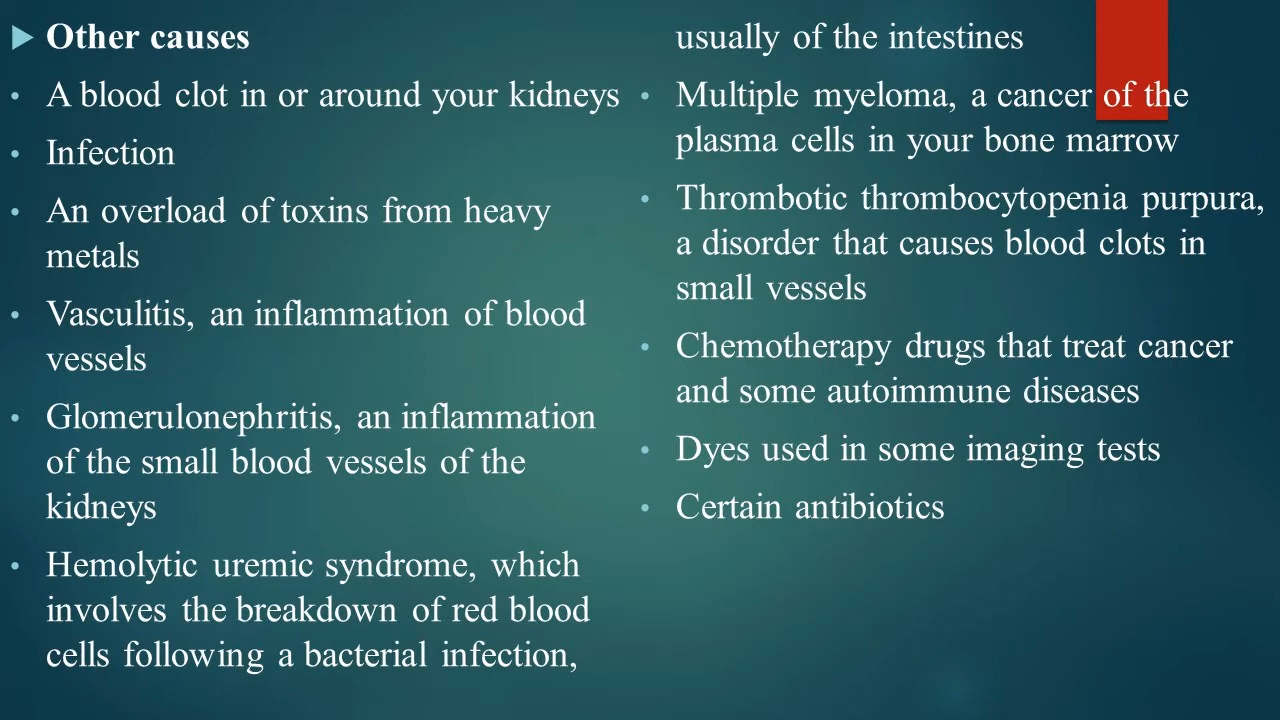 Other causes
A blood clot in or around your kidneys
Infection
An overload of toxins from heavy
metals
Vasculitis, an inflammation of blood
vessels
Glomerulonephritis, an inflammation
of the small blood vessels of the
kidneys
Hemolytic uremic syndrome, which
involves the breakdown of red blood
cells following a bacterial infection,
usually of the intestines
Multiple myeloma, a cancer of the
plasma cells in your bone marrow
Thrombotic thrombocytopenia purpura,
a disorder that causes blood clots in
small vessels
Chemotherapy drugs that treat cancer
and some autoimmune diseases
Dyes used in some imaging tests
Certain antibiotics